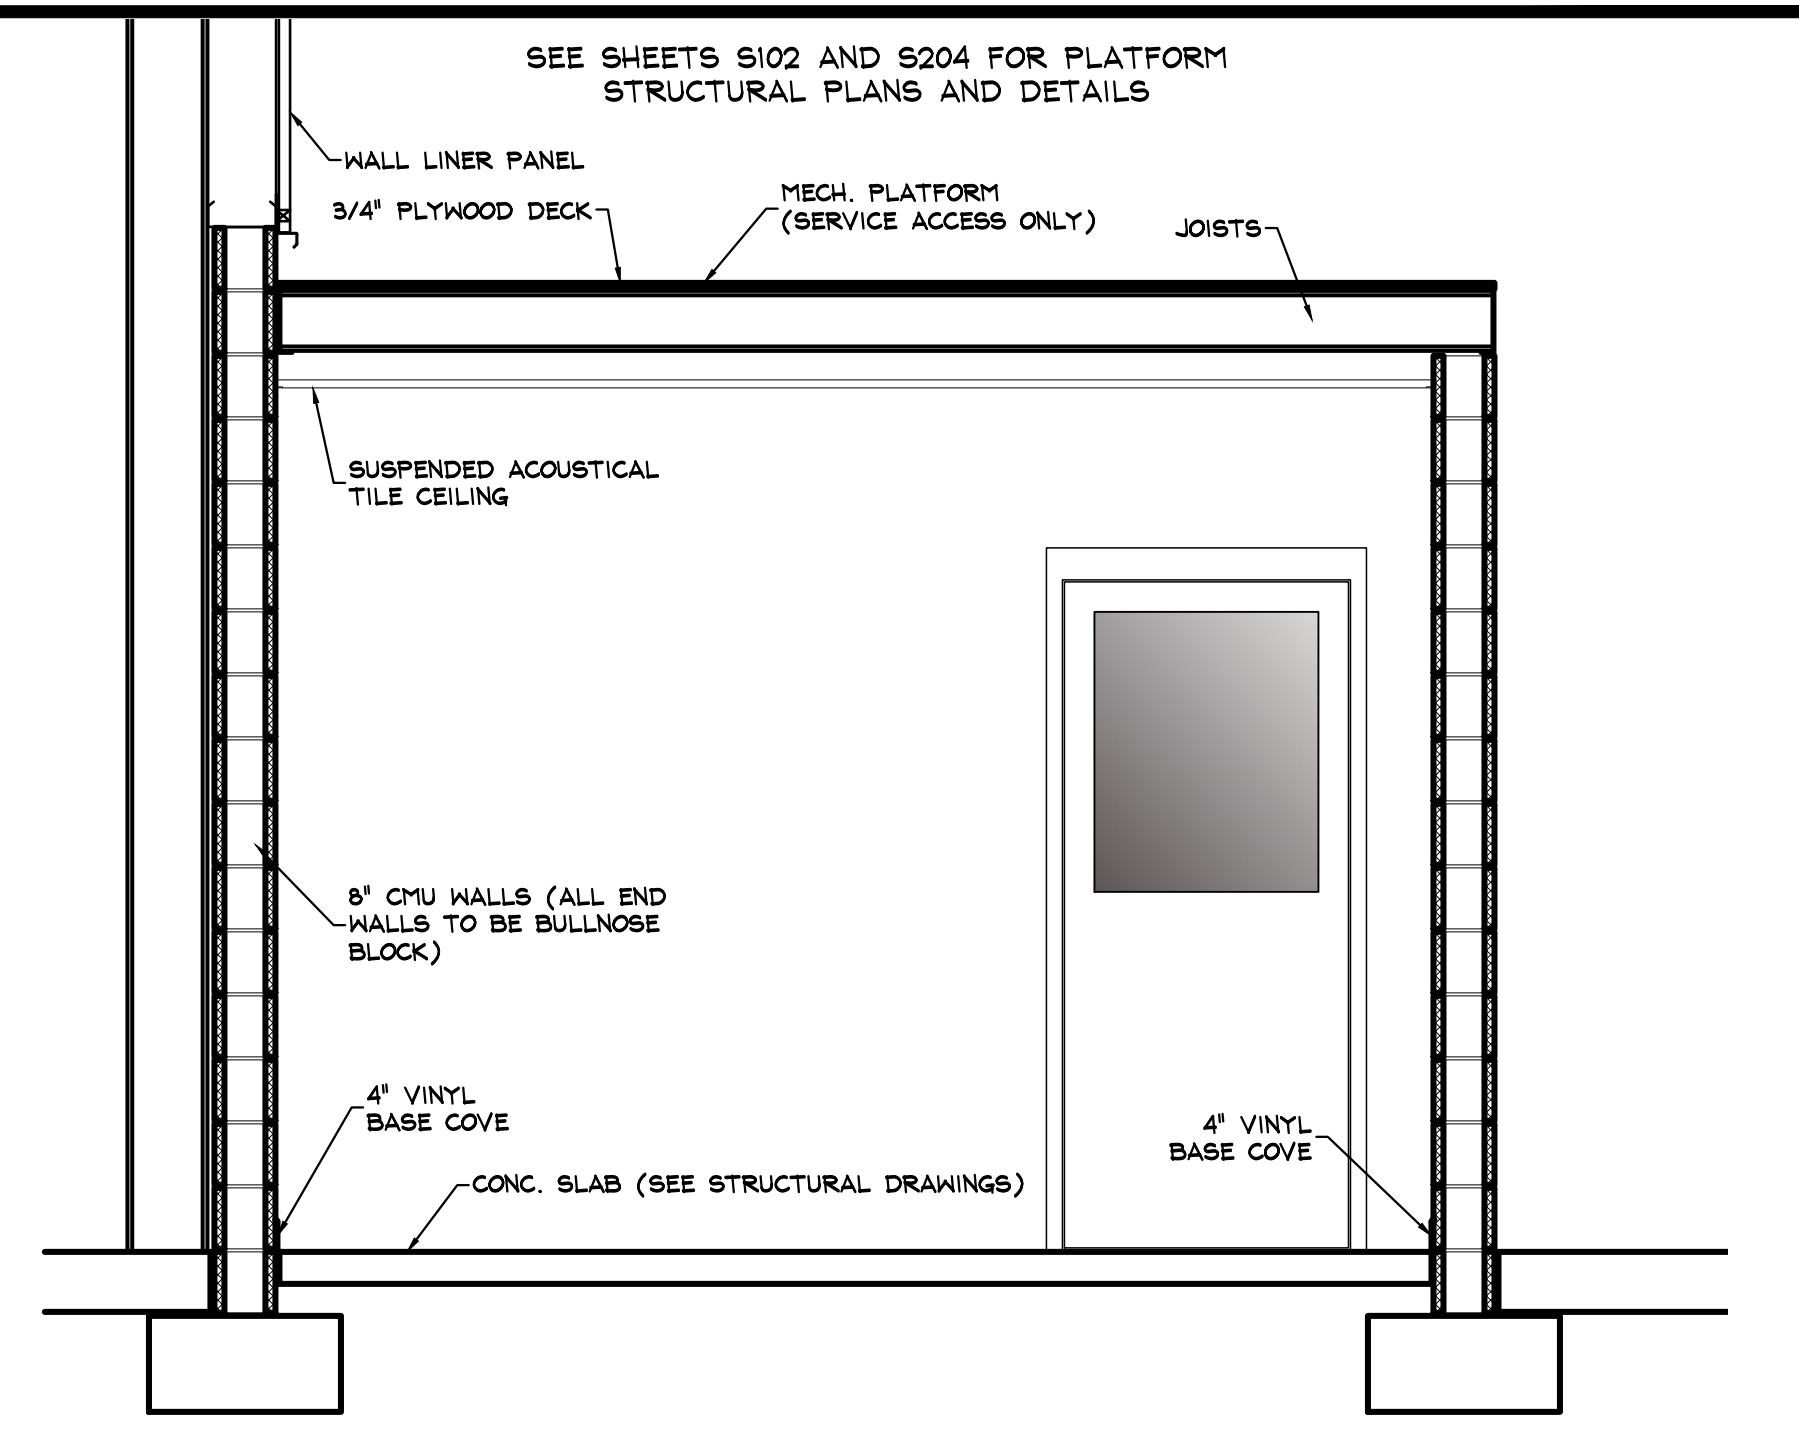 SEE SHEETS S102 AND S204 FOR PLATFORM
STRUCTURAL PLANS AND DETAILS
WALL LINER PANEL
3/4" PLYWOOD DECK
MECH. PLATFORM
(SERVICE ACCESS ONLY)
JOISTS
SUSPENDED ACOUSTICAL
TILE CEILING
8" CMU WALLS (ALL END
WALLS TO BE BULLNOSE
BLOCK)
4" VINYL
BASE COVE
4" VINYL
BASE COVE
CONC. SLAB (SEE STRUCTURAL DRAWINGS)